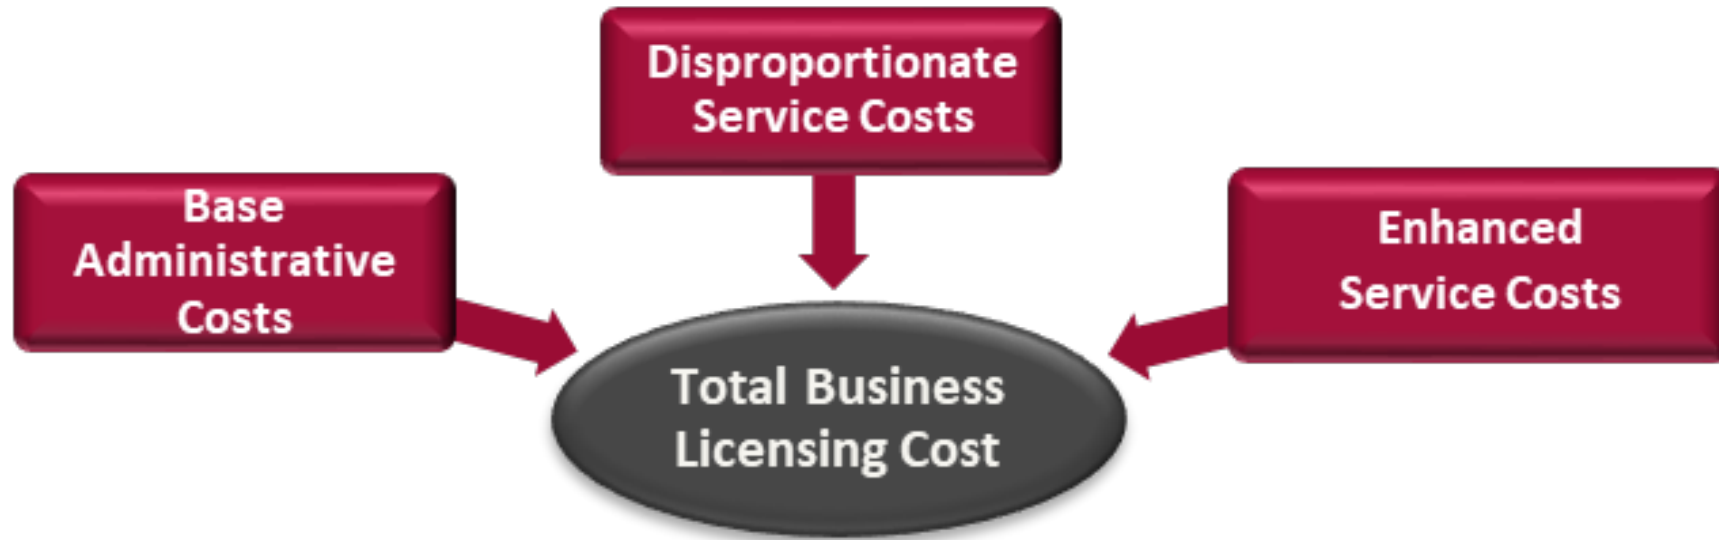 Disproportionate
Service Costs
Base
Administrative
Costs
Enhanced
Service Costs
Total Business
Licensing Cost